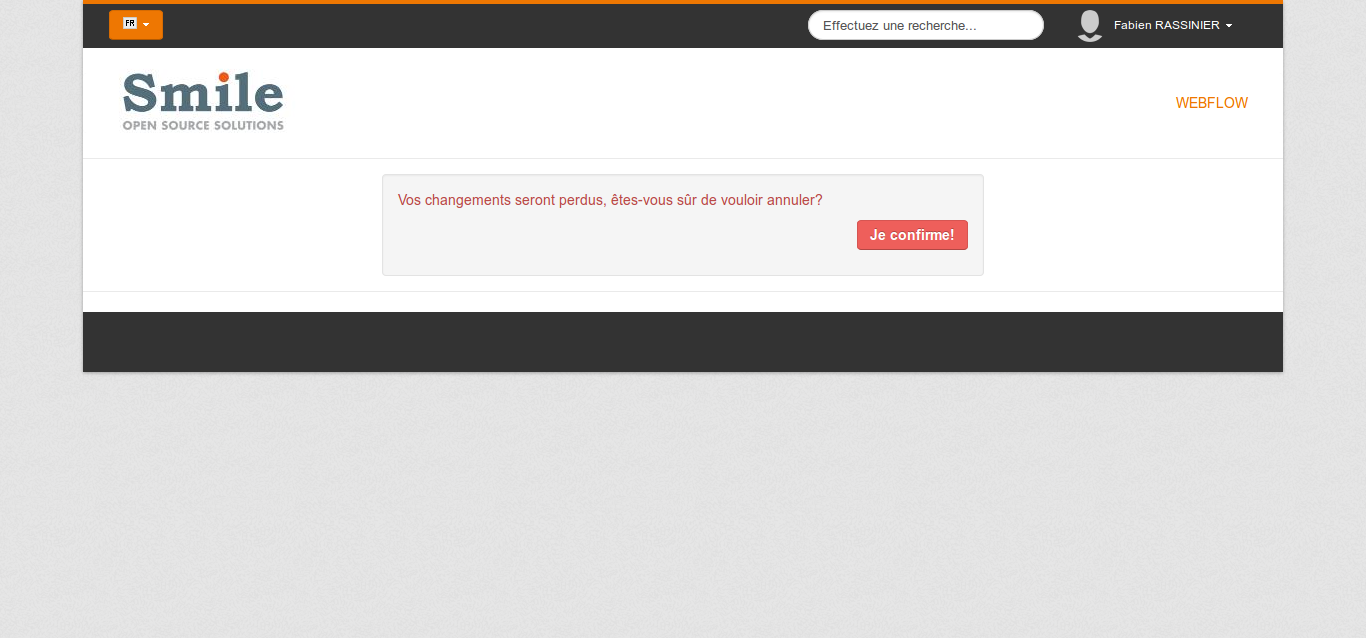 FR
Effectuez une recherche...
Fabien RASSINIER
Smile
OPEN SOURCE SOLUTIONS
WEBFLOW
Vos changements seront perdus, êtes-vous sûr de vouloir annuler?
Je confirme!